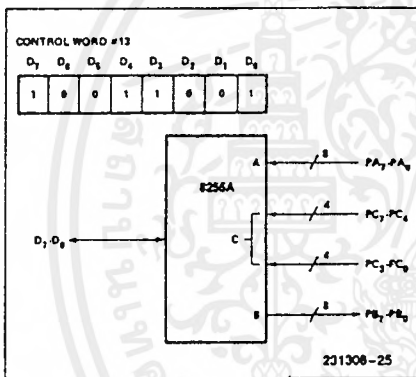 CONTROL WORD #13
D7 D6 D5 D4 D3 D2 D1 D0
1 0 0 1 1 0 0 1
A 8 PA7-PA0
8255A
4 PC7-PC4
D7-D0 C
4 PC3-PC0
B 8 PB7-PB0
231308-25